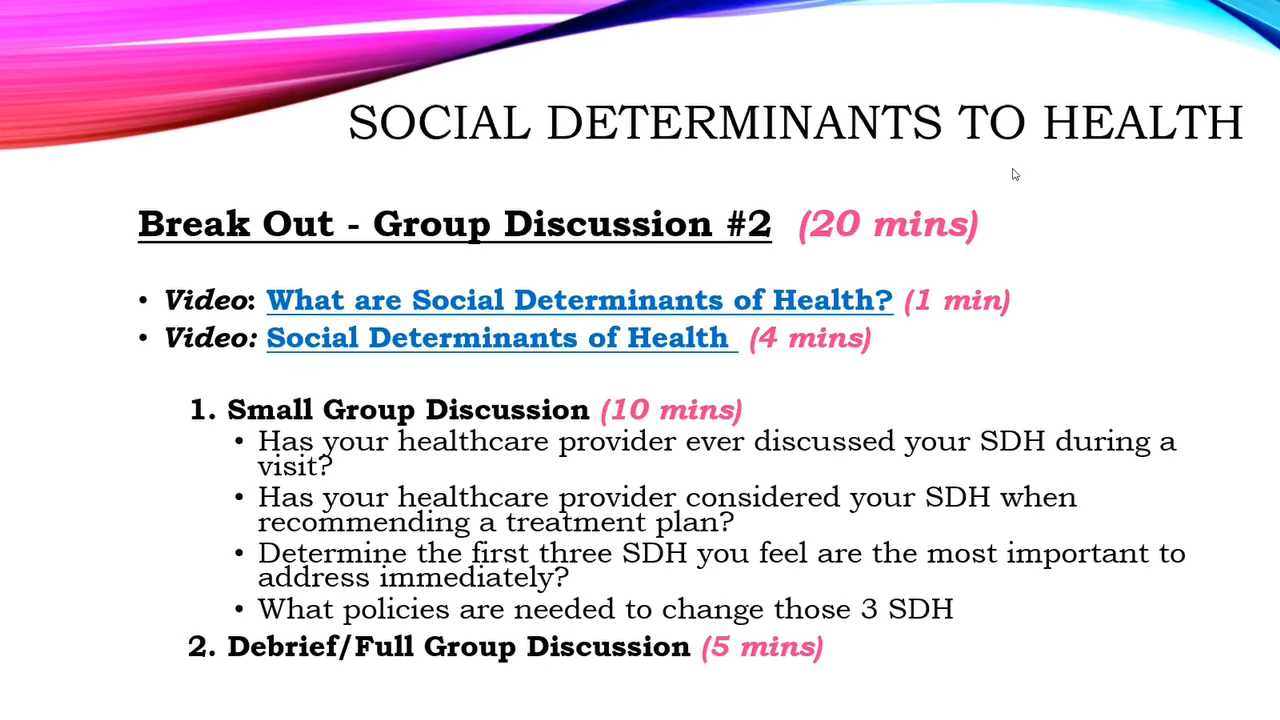 SOCIAL DETERMINANTS TO HEALTH
Break Out - Group Discussion #2 (20 mins)
• Video: What are Social Determinants of Health? (1 min)
• Video: Social Determinants of Health (4 mins)
1. Small Group Discussion (10 mins)
• Has your healthcare provider ever discussed your SDH during a
visit?
• Has your healthcare provider considered your SDH when
recommending a treatment plan?
• Determine the first three SDH you feel are the most important to
address immediately?
• What policies are needed to change those 3 SDH
2. Debrief/Full Group Discussion (5 mins)